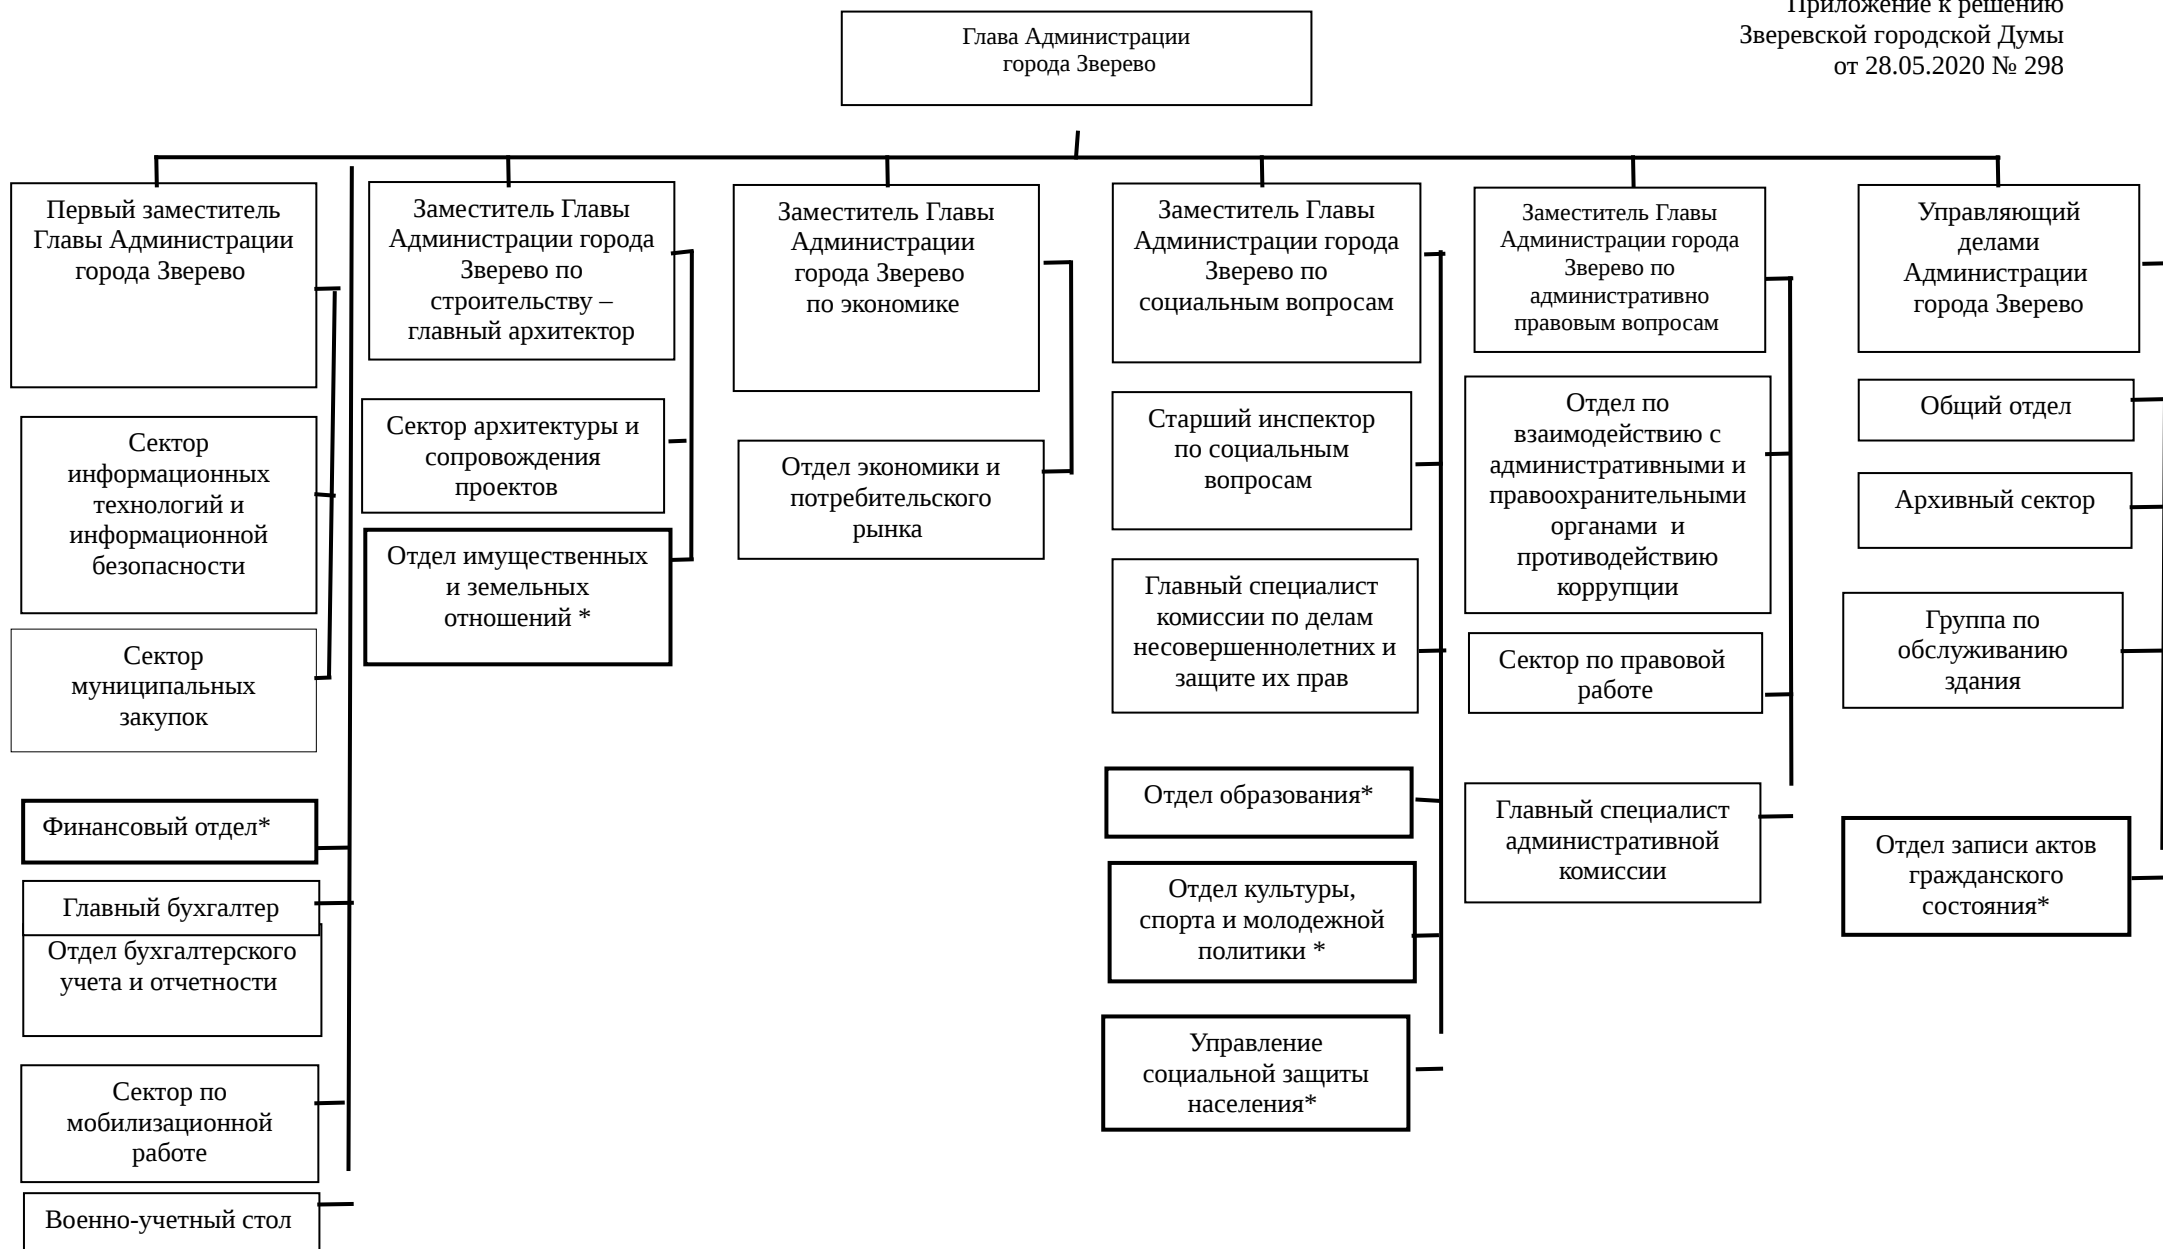 Приложение к решению
Зверевской городской Думы
от 28.05.2020 № 298
Глава Администрации
города Зверево
Первый заместитель
Главы Администрации
города Зверево
Сектор
информационных
технологий и
информационной
безопасности
Сектор
муниципальных
закупок
Финансовый отдел*
Главный бухгалтер
Отдел бухгалтерского
учета и отчетности
Сектор по
мобилизационной
работе
Военно-учетный стол
Заместитель Главы
Администрации города
Зверево по
строительству –
главный архитектор
Сектор архитектуры и
сопровождения
проектов
Отдел имущественных
и земельных
отношений *
Заместитель Главы
Администрации
города Зверево
по экономике
Отдел экономики и
потребительского
рынка
Заместитель Главы
Администрации города
Зверево по
социальным вопросам
Старший инспектор
по социальным
вопросам
Главный специалист
комиссии по делам
несовершеннолетних и
защите их прав
Отдел образования*
Отдел культуры,
спорта и молодежной
политики *
Управление
социальной защиты
населения*
Заместитель Главы
Администрации города
Зверево по
административно
правовым вопросам
Отдел по
взаимодействию с
административными и
правоохранительными
органами  и
противодействию
коррупции
Сектор по правовой
работе
Главный специалист
административной
комиссии
Управляющий
делами
Администрации
города Зверево
Общий отдел
Архивный сектор
Группа по
обслуживанию
здания
Отдел записи актов
гражданского
состояния*